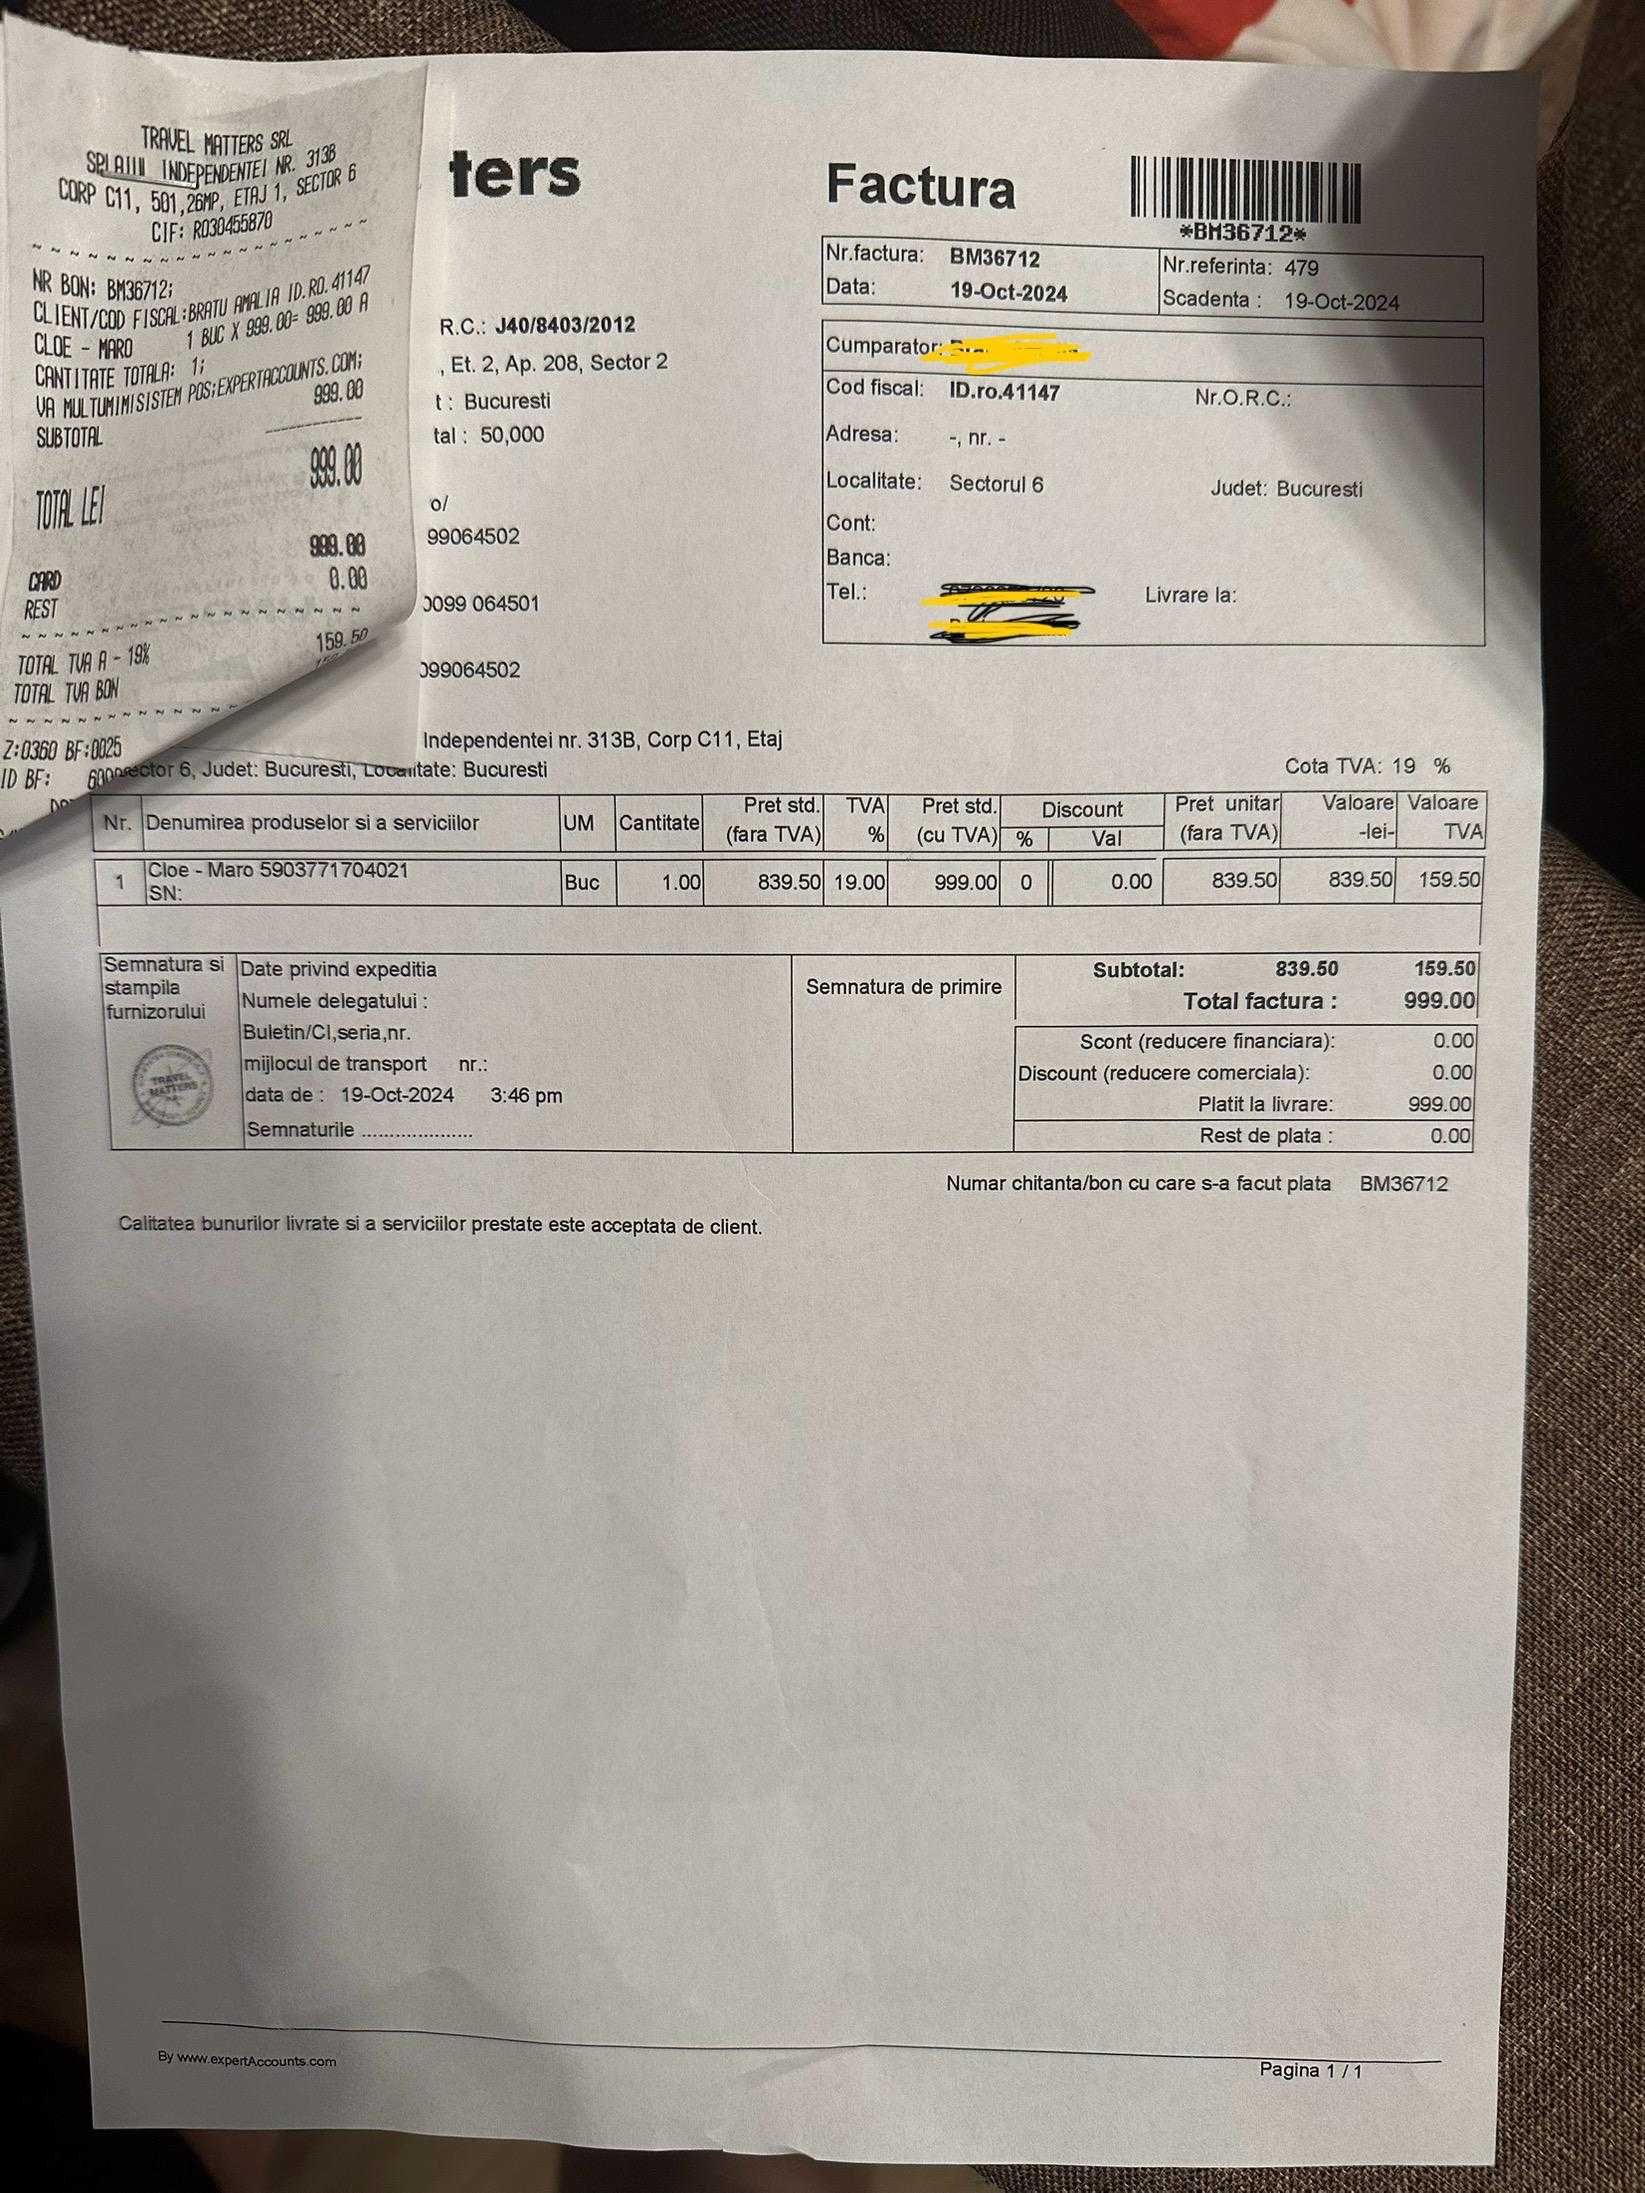 TRAVEL MATTERS SRL
SPLAIUL INDEPENDENTEI NR. 313B
CORP C11, 501,26MP, ETAJ 1, SECTOR 6
CIF: RO30455870
NR BON: BM36712;
CLIENT/COD FISCAL:BRATU AMALIA ID.RO.41147
CLOE - MARO 1 BUC X 999.00= 999.00 A
CANTITATE TOTALA: 1;
VA MULTUMIM!SISTEM POS:EXPERTACCOUNTS.COM;
SUBTOTAL 999.00
TOTAL LEI 999.00
CARD 999.00
REST 0.00
TOTAL TVA A - 19% 159.50
TOTAL TVA BON
Z:0360 BF:0025
ID BF:
ters
R.C.: J40/8403/2012
, Et. 2, Ap. 208, Sector 2
t : Bucuresti
tal : 50,000
o/
99064502
0099 064501
099064502
Independentei nr. 313B, Corp C11, Etaj
ector 6, Judet: Bucuresti, Localitate: Bucuresti
Factura
*BM36712*
Nr.factura: BM36712 Nr.referinta: 479
Data: 19-Oct-2024 Scadenta : 19-Oct-2024
Cumparator:
Cod fiscal: ID.ro.41147 Nr.O.R.C.:
Adresa: -, nr. -
Localitate: Sectorul 6 Judet: Bucuresti
Cont:
Banca:
Tel.: Livrare la:
Cota TVA: 19 %
Nr. Denumirea produselor si a serviciilor UM Cantitate Pret std. (fara TVA) TVA % Pret std. (cu TVA) Discount % Val Pret unitar (fara TVA) Valoare -lei- Valoare TVA
1 Cloe - Maro 5903771704021 Buc 1.00 839.50 19.00 999.00 0 0.00 839.50 839.50 159.50
SN:
Semnatura si
stampila
furnizorului
TRAVEL
MATTERS
Date privind expeditia
Numele delegatului :
Buletin/CI,seria,nr.
mijlocul de transport nr.:
data de : 19-Oct-2024 3:46 pm
Semnaturile ....................
Semnatura de primire
Subtotal: 839.50 159.50
Total factura : 999.00
Scont (reducere financiara): 0.00
Discount (reducere comerciala): 0.00
Platit la livrare: 999.00
Rest de plata : 0.00
Numar chitanta/bon cu care s-a facut plata BM36712
Calitatea bunurilor livrate si a serviciilor prestate este acceptata de client.
By www.expertAccounts.com
Pagina 1 / 1